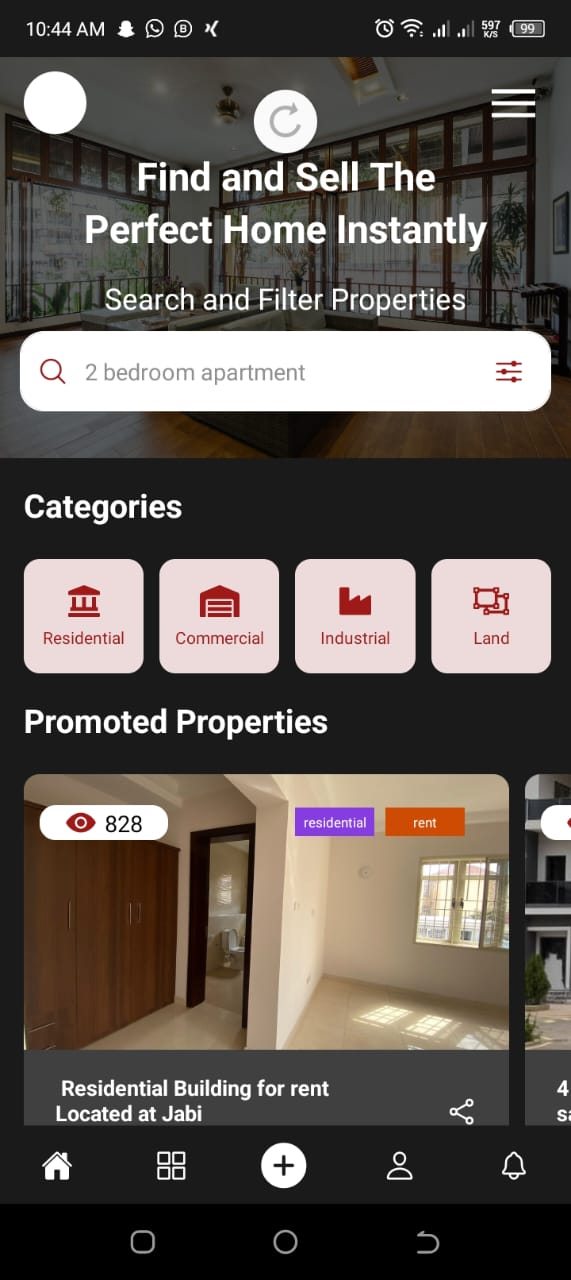 10:44 AM
B
597
K/S
99
Find and Sell The
Perfect Home Instantly
Search and Filter Properties
2 bedroom apartment
Categories
Residential
Commercial
Industrial
Land
Promoted Properties
828
residential
rent
Residential Building for rent
Located at Jabi
4
sa